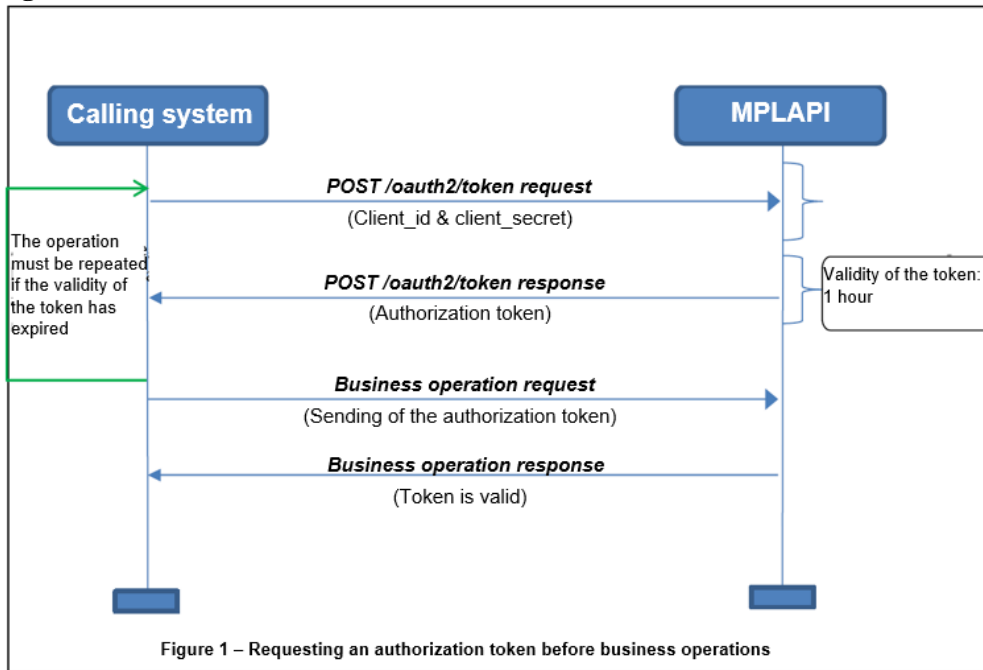 Calling system
MPLAPI
POST /oauth2/token request
(Client_id & client_secret)
The operation
must be repeated
if the validity of
the token has
expired
POST /oauth2/token response
(Authorization token)
Validity of the token:
1 hour
Business operation request
(Sending of the authorization token)
Business operation response
(Token is valid)
Figure 1 – Requesting an authorization token before business operations